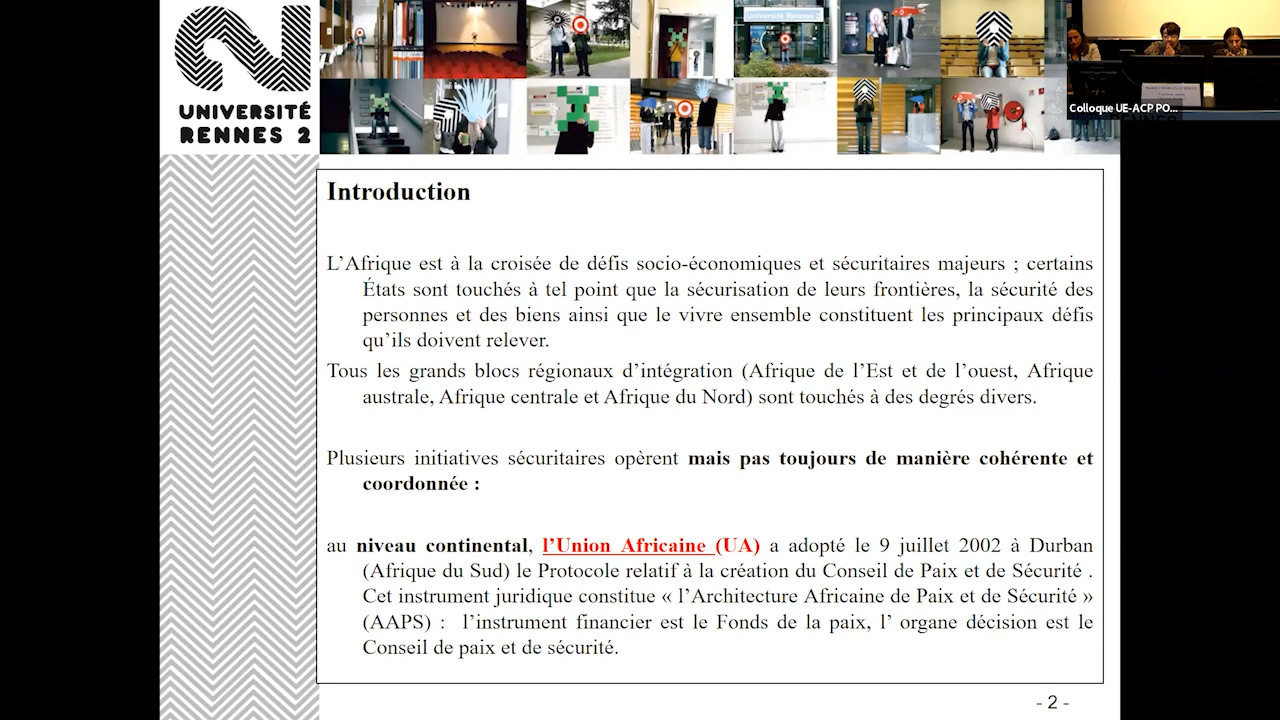 UNIVERSITÉ
RENNES 2
Colloque UE-ACP PO...
Introduction
L’Afrique est à la croisée de défis socio-économiques et sécuritaires majeurs ; certains
États sont touchés à tel point que la sécurisation de leurs frontières, la sécurité des
personnes et des biens ainsi que le vivre ensemble constituent les principaux défis
qu’ils doivent relever.
Tous les grands blocs régionaux d’intégration (Afrique de l’Est et de l’ouest, Afrique
australe, Afrique centrale et Afrique du Nord) sont touchés à des degrés divers.
Plusieurs initiatives sécuritaires opèrent mais pas toujours de manière cohérente et
coordonnée :
au niveau continental, l’Union Africaine (UA) a adopté le 9 juillet 2002 à Durban
(Afrique du Sud) le Protocole relatif à la création du Conseil de Paix et de Sécurité .
Cet instrument juridique constitue « l’Architecture Africaine de Paix et de Sécurité »
(AAPS) : l’instrument financier est le Fonds de la paix, l’ organe décision est le
Conseil de paix et de sécurité.
- 2 -